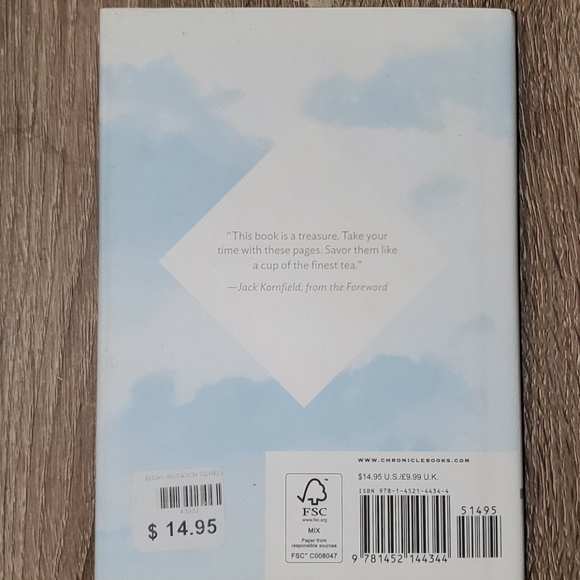 “This book is a treasure. Take your
time with these pages. Savor them like
a cup of the finest tea.”
—Jack Kornfield, from the Foreword
WWW.CHRONICLEBOOKS.COM
$14.95 U.S./£9.99 U.K.
ISBN 978-1-4521-4434-4
51495
9 781452 144344
FSC
www.fsc.org
MIX
Paper from
responsible sources
FSC® C008047
$ 14.95